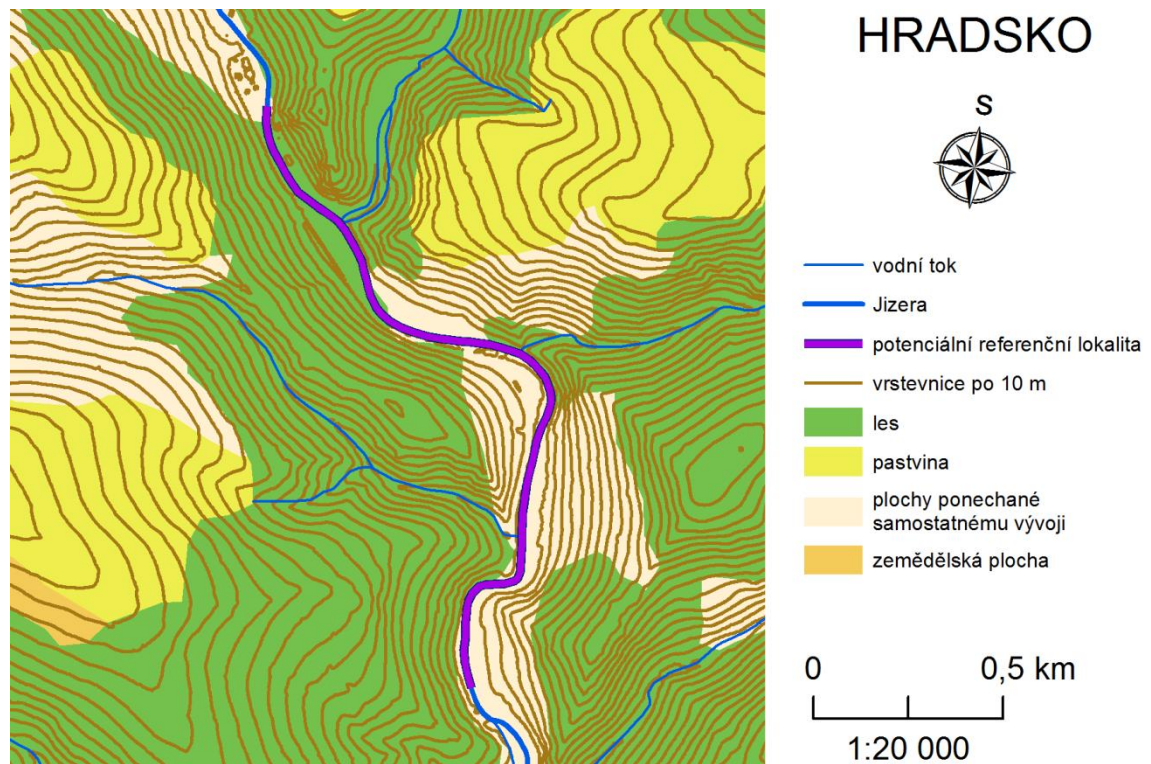 HRADSKO
S
vodní tok
Jizera
potenciální referenční lokalita
vrstevnice po 10 m
les
pastvina
plochy ponechané
samostatnému vývoji
zemědělská plocha
0 0,5 km
1:20 000